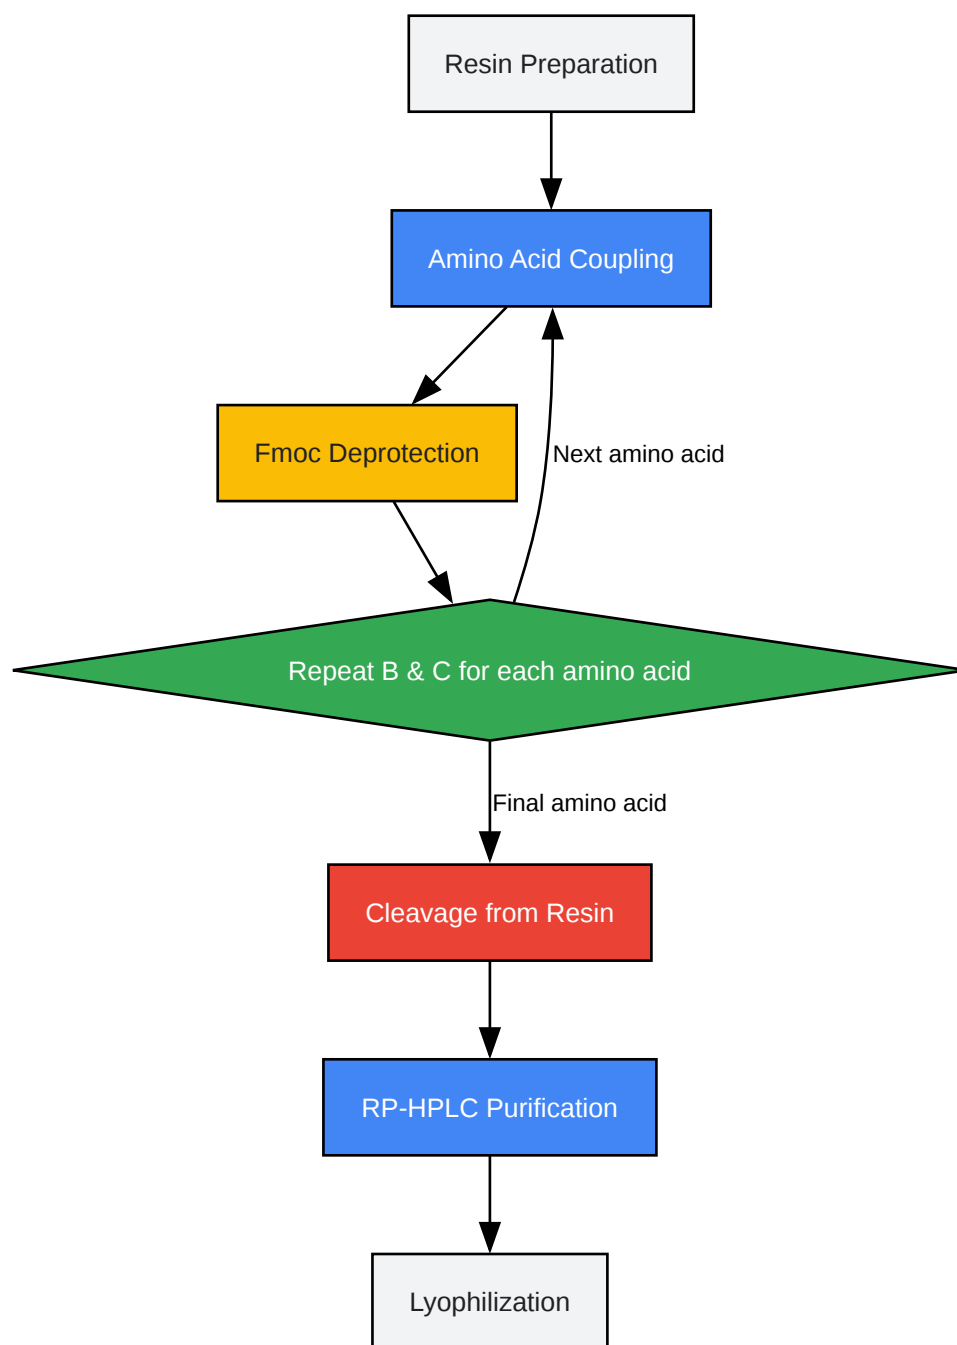 Resin Preparation
Amino Acid Coupling
Fmoc Deprotection
Next amino acid
Repeat B & C for each amino acid
Final amino acid
Cleavage from Resin
RP-HPLC Purification
Lyophilization